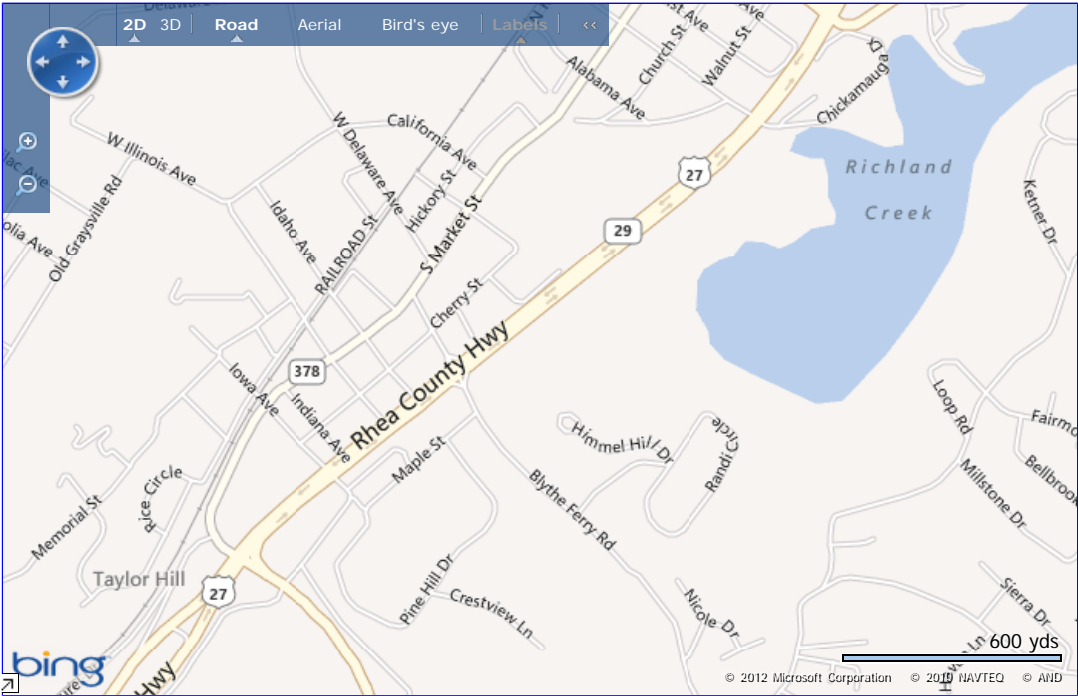 2D 3D Road Aerial Bird's eye Labels <<
Alabama Ave
Church St
Walnut St
Chickamauga Dr
W Illinois Ave
W Delaware Ave
California Ave
Hickory St
S Market St
27
Richland
Creek
29
Ketner Dr
Old Graysville Rd
Idaho Ave
RAILROAD St
Cherry St
378
Rhea County Hwy
Iowa Ave
Indiana Ave
Maple St
Himmel Hill Dr
Randi Circle
Loop Rd
Millstone Dr
Memorial St
Rice Circle
Blythe Ferry Rd
Taylor Hill
27
Pine Hill Dr
Crestview Ln
Nicole Dr
Sierra Dr
Hwy
600 yds
bing
© 2012 Microsoft Corporation © 2010 NAVTEQ © AND